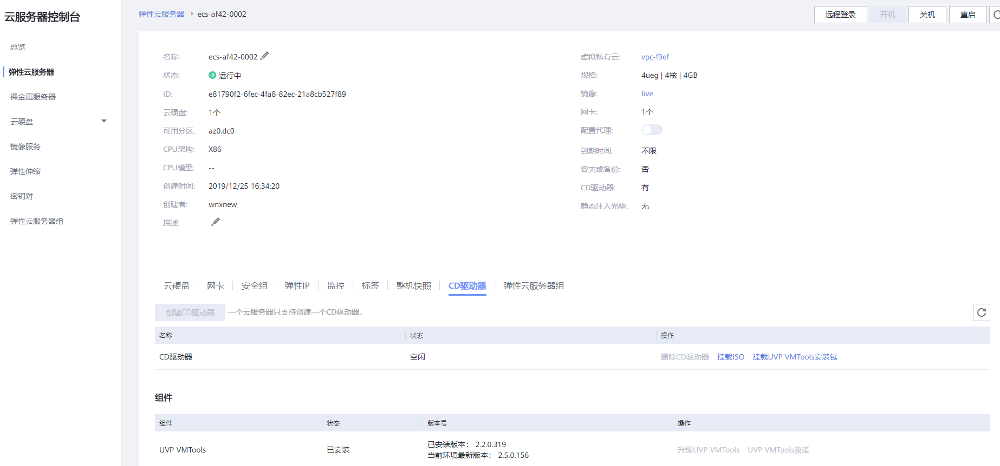 云服务器控制台
总览
弹性云服务器
裸金属服务器
云硬盘
镜像服务
弹性伸缩
密钥对
弹性云服务器组
弹性云服务器 › ecs-af42-0002
远程登录 开机 关机 重启
名称: ecs-af42-0002
状态: 运行中
ID: e81790f2-6fec-4fa8-82ec-21a8cb527f89
云硬盘: 1个
可用分区: az0.dc0
CPU架构: X86
CPU模型: --
创建时间: 2019/12/25 16:34:20
创建者: wnxnew
描述:
虚拟私有云: vpc-f9ef
规格: 4ueg | 4核 | 4GB
镜像: live
网卡: 1个
配置代理:
到期时间: 不限
容灾或备份: 否
CD驱动器: 有
静态注入光驱: 无
云硬盘 网卡 安全组 弹性IP 监控 标签 整机快照 CD驱动器 弹性云服务器组
创建CD驱动器 一个云服务器只支持创建一个CD驱动器。
名称 状态 操作
CD驱动器 空闲 删除CD驱动器 挂载ISO 挂载UVP VMTools安装包
组件
组件 状态 版本号 操作
UVP VMTools 已安装 已安装版本： 2.2.0.319
当前环境最新版本： 2.5.0.156
升级UVP VMTools UVP VMTools救援